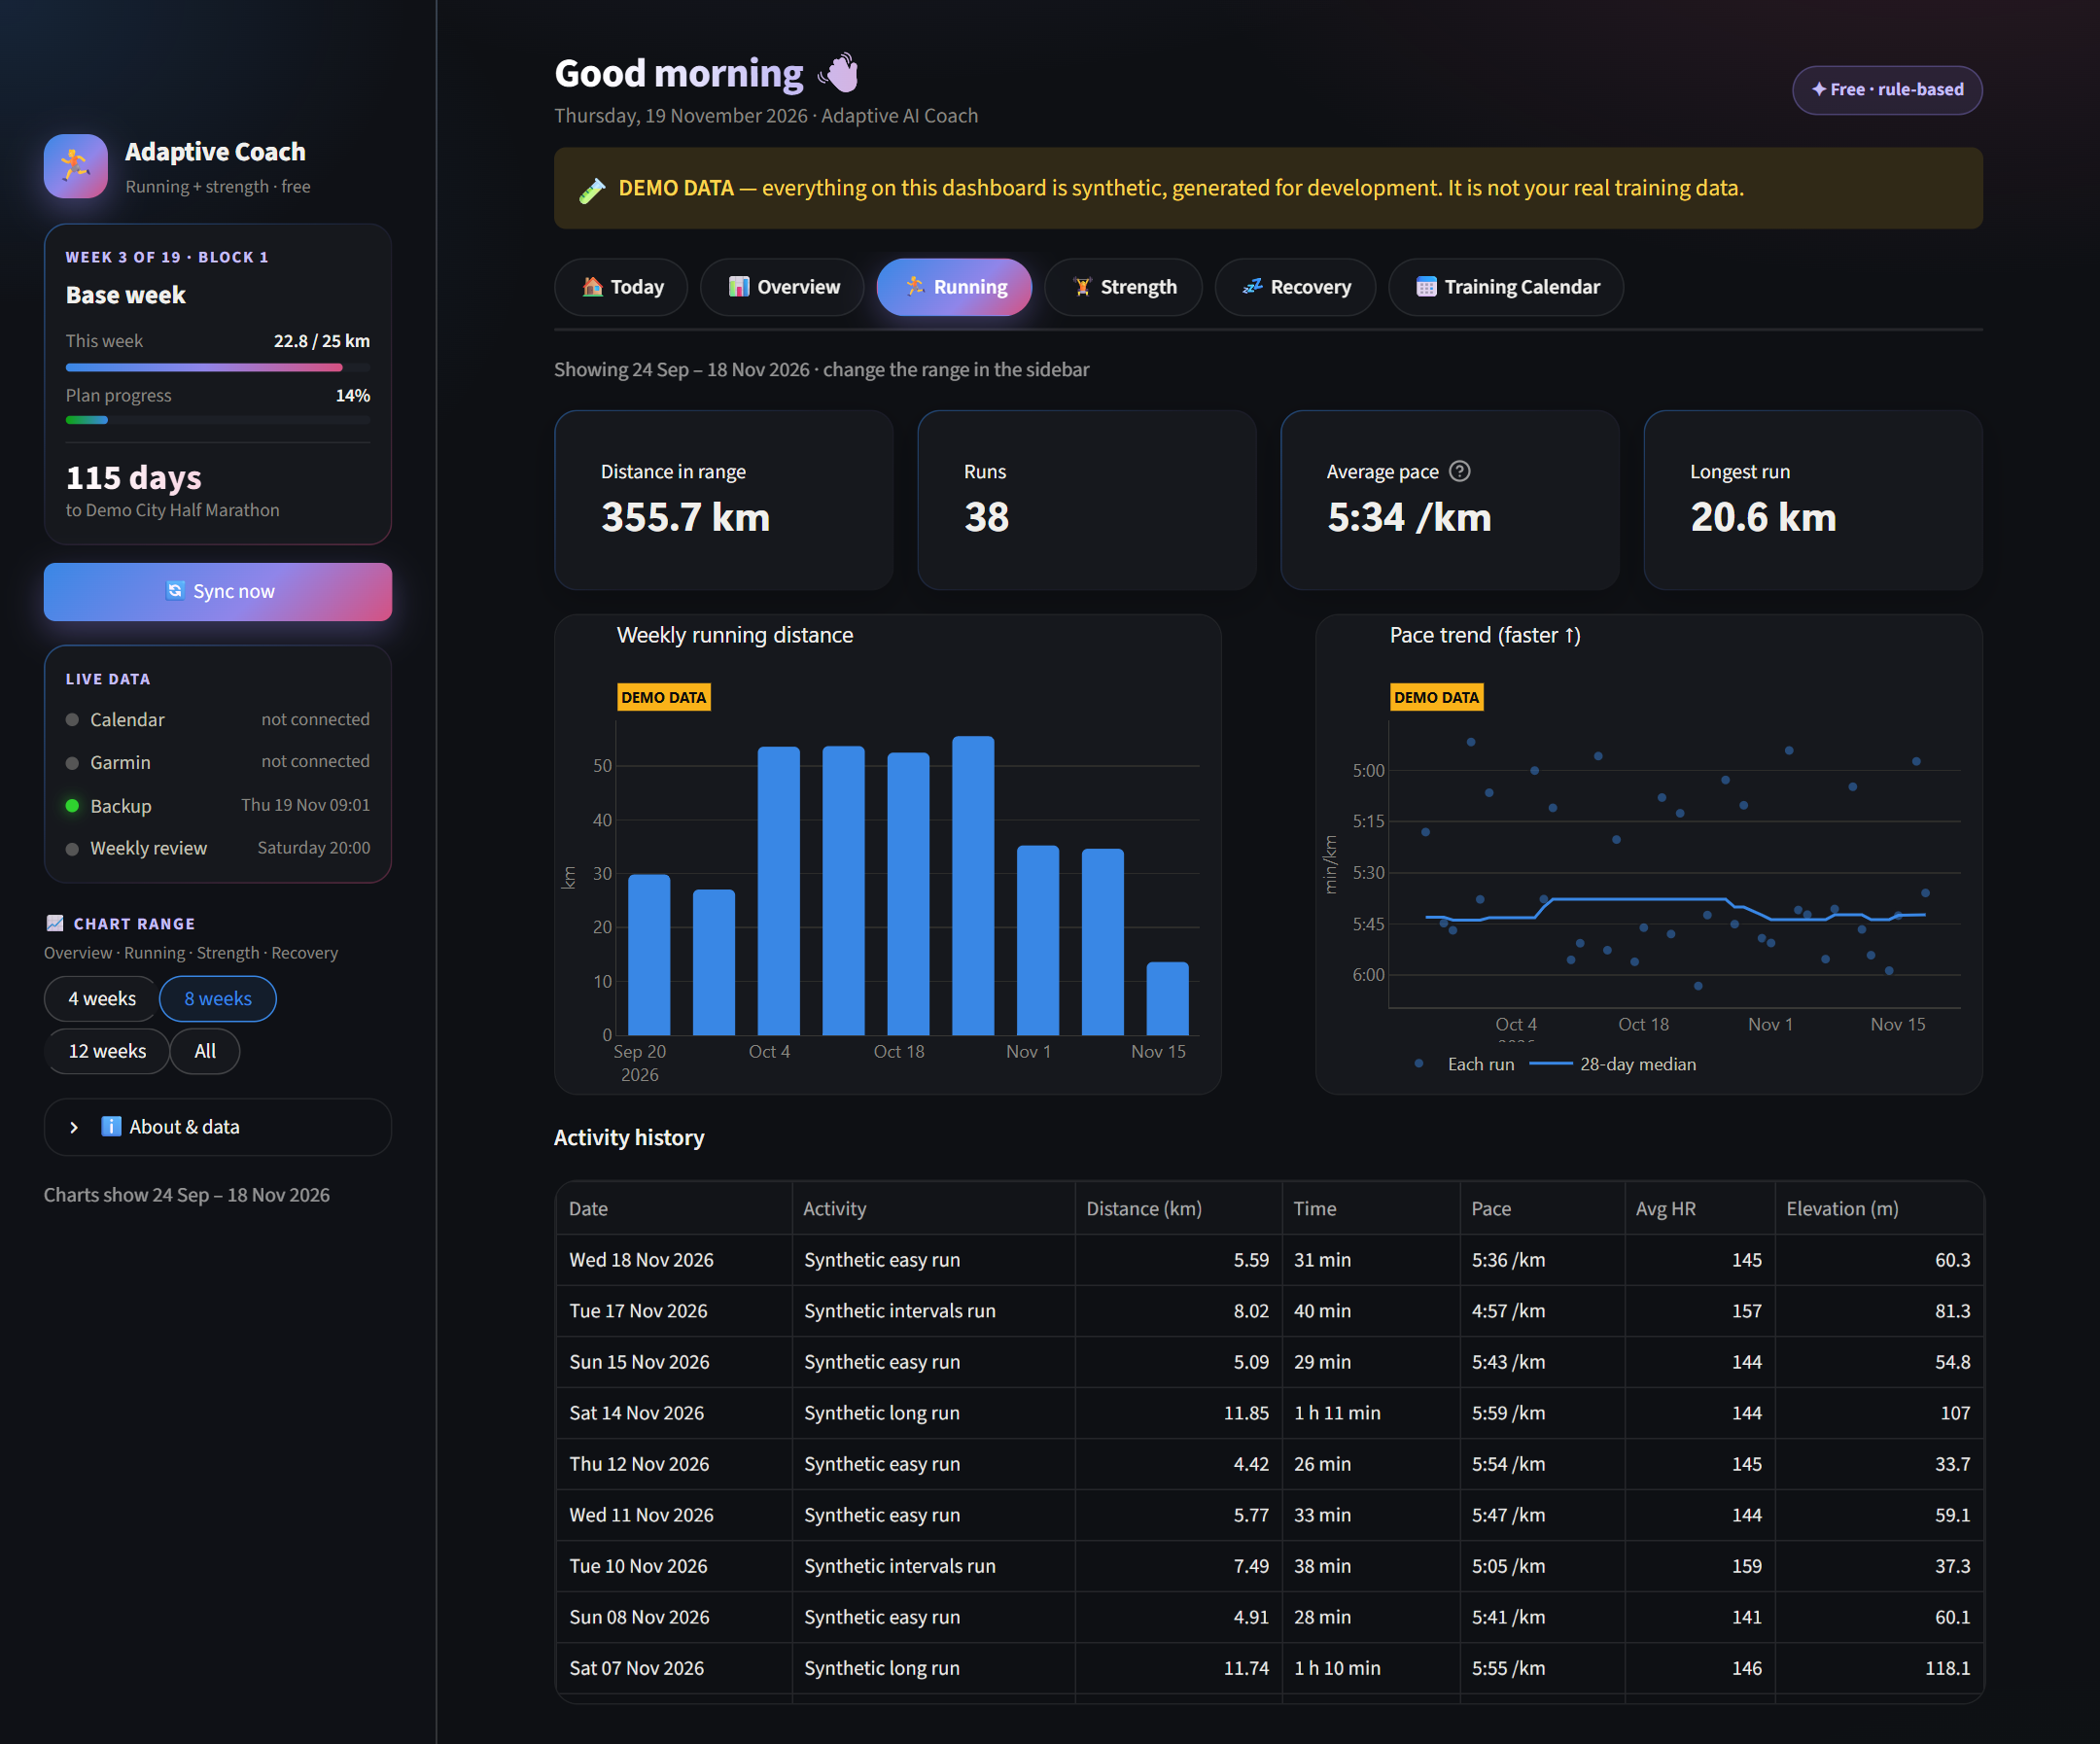 Adaptive Coach
Running + strength · free
WEEK 3 OF 19 · BLOCK 1
Base week
This week 22.8 / 25 km
Plan progress 14%
115 days
to Demo City Half Marathon
Sync now
LIVE DATA
Calendar not connected
Garmin not connected
Backup Thu 19 Nov 09:01
Weekly review Saturday 20:00
CHART RANGE
Overview · Running · Strength · Recovery
4 weeks 8 weeks
12 weeks All
About & data
Charts show 24 Sep – 18 Nov 2026
Good morning
Thursday, 19 November 2026 · Adaptive AI Coach
✦ Free · rule-based
DEMO DATA — everything on this dashboard is synthetic, generated for development. It is not your real training data.
Today Overview Running Strength Recovery Training Calendar
Showing 24 Sep – 18 Nov 2026 · change the range in the sidebar
Distance in range
355.7 km
Runs
38
Average pace ?
5:34 /km
Longest run
20.6 km
Weekly running distance
DEMO DATA
50
40
30
20
10
0
km
Sep 20 Oct 4 Oct 18 Nov 1 Nov 15
2026
Pace trend (faster ↑)
DEMO DATA
5:00
5:15
5:30
5:45
6:00
min/km
Oct 4 Oct 18 Nov 1 Nov 15
Each run 28-day median
Activity history
Date Activity Distance (km) Time Pace Avg HR Elevation (m)
Wed 18 Nov 2026 Synthetic easy run 5.59 31 min 5:36 /km 145 60.3
Tue 17 Nov 2026 Synthetic intervals run 8.02 40 min 4:57 /km 157 81.3
Sun 15 Nov 2026 Synthetic easy run 5.09 29 min 5:43 /km 144 54.8
Sat 14 Nov 2026 Synthetic long run 11.85 1 h 11 min 5:59 /km 144 107
Thu 12 Nov 2026 Synthetic easy run 4.42 26 min 5:54 /km 145 33.7
Wed 11 Nov 2026 Synthetic easy run 5.77 33 min 5:47 /km 144 59.1
Tue 10 Nov 2026 Synthetic intervals run 7.49 38 min 5:05 /km 159 37.3
Sun 08 Nov 2026 Synthetic easy run 4.91 28 min 5:41 /km 141 60.1
Sat 07 Nov 2026 Synthetic long run 11.74 1 h 10 min 5:55 /km 146 118.1